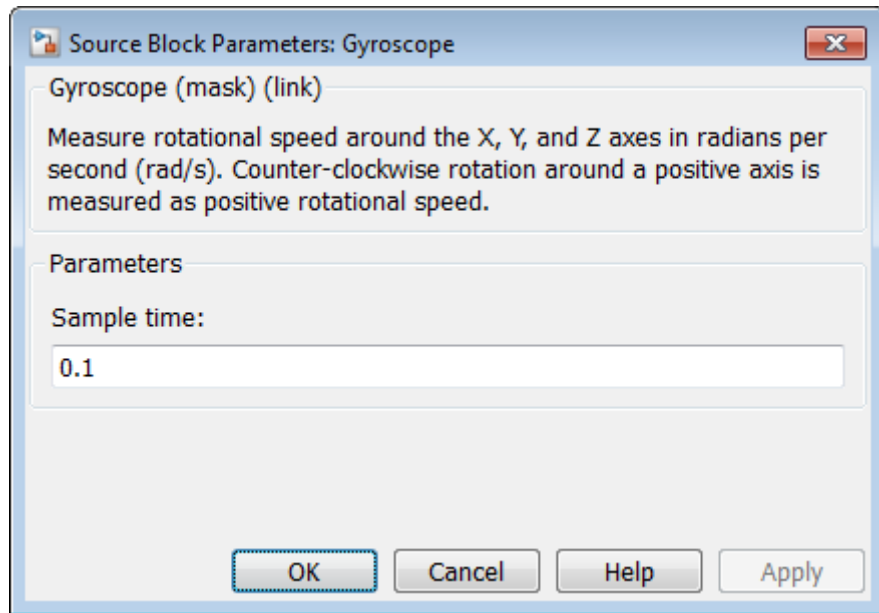 Source Block Parameters: Gyroscope
Gyroscope (mask) (link)
Measure rotational speed around the X, Y, and Z axes in radians per
second (rad/s). Counter-clockwise rotation around a positive axis is
measured as positive rotational speed.
Parameters
Sample time:
0.1
OK Cancel Help Apply